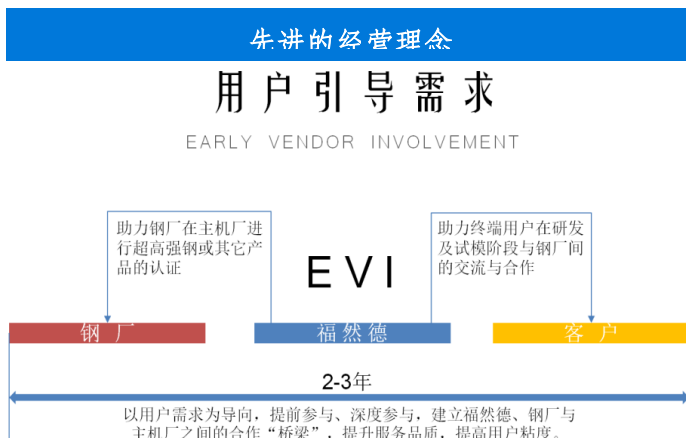 先进的经营理念
用户引导需求
EARLY VENDOR INVOLVEMENT
助力钢厂在主机厂进
行超高强钢或其它产
品的认证
EVI
助力终端用户在研发
及试模阶段与钢厂间
的交流与合作
钢厂
福然德
客户
2-3年
以用户需求为导向，提前参与、深度参与，建立福然德、钢厂与
主机厂之间的合作“桥梁”，提升服务品质，提高用户粘度。